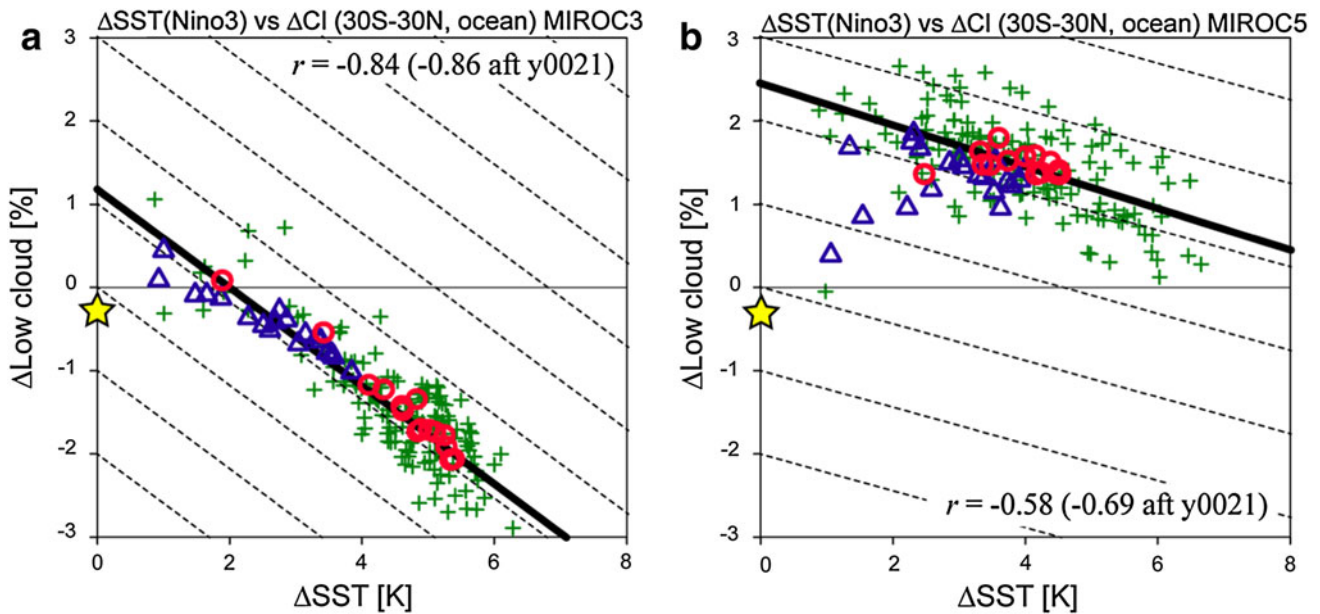 a
ΔSST(Nino3) vs ΔCl (30S-30N, ocean) MIROC3
r = -0.84 (-0.86 aft y0021)
3
2
1
0
-1
-2
-3
ΔLow cloud [%]
0 2 4 6 8
ΔSST [K]
b
ΔSST(Nino3) vs ΔCl (30S-30N, ocean) MIROC5
3
2
1
0
-1
-2
-3
ΔLow cloud [%]
r = -0.58 (-0.69 aft y0021)
0 2 4 6 8
ΔSST [K]